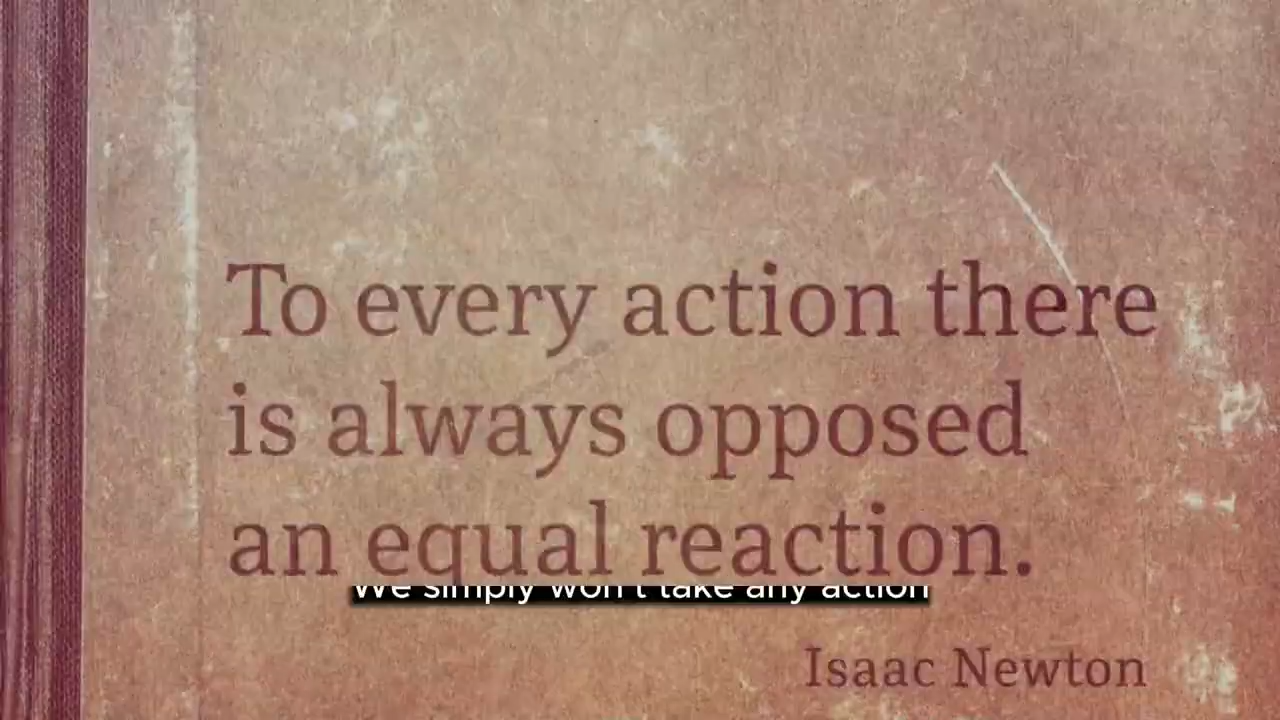 To every action there
is always opposed
an equal reaction.
We simply won't take any action
Isaac Newton